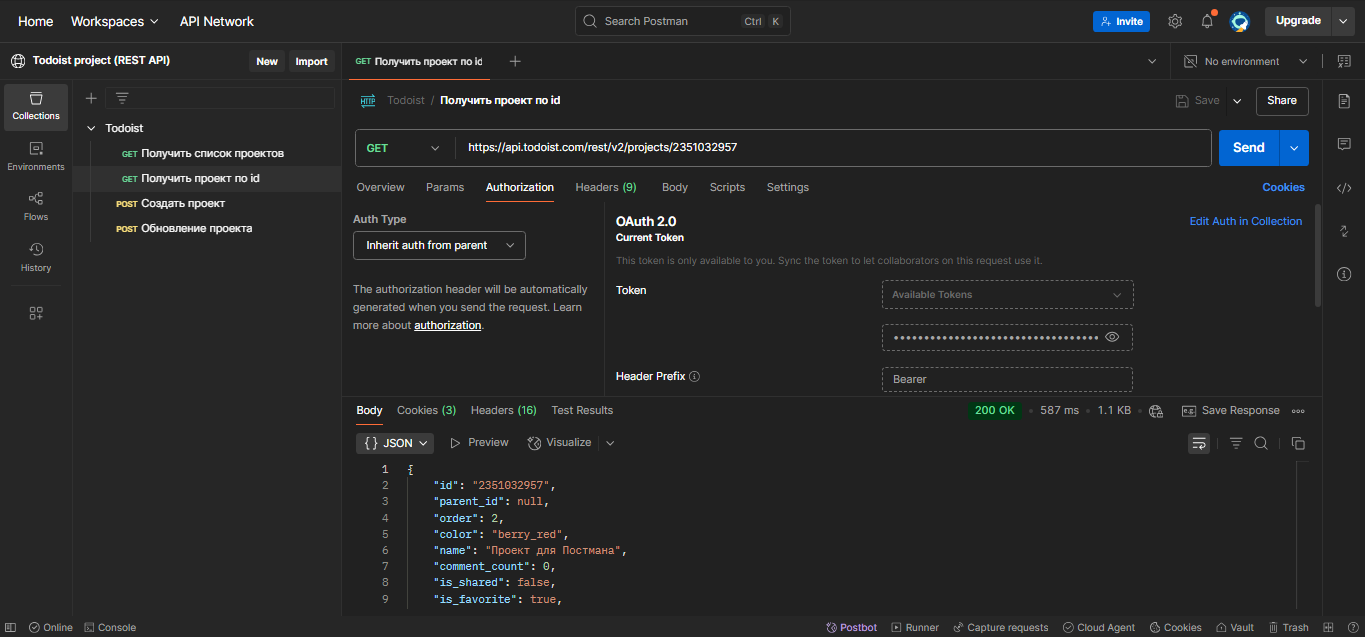 Home Workspaces API Network Search Postman Ctrl K Invite Upgrade
Todoist project (REST API) New Import GET Получить проект по id No environment
Collections
Environments
Flows
History
Todoist
GET Получить список проектов
GET Получить проект по id
POST Создать проект
POST Обновление проекта
HTTP Todoist / Получить проект по id Save Share
GET https://api.todoist.com/rest/v2/projects/2351032957 Send
Overview Params Authorization Headers (9) Body Scripts Settings Cookies
Auth Type
Inherit auth from parent
The authorization header will be automatically
generated when you send the request. Learn
more about authorization.
OAuth 2.0 Edit Auth in Collection
Current Token
This token is only available to you. Sync the token to let collaborators on this request use it.
Token Available Tokens
••••••••••••••••••••••••••••••••••
Header Prefix Bearer
Body Cookies (3) Headers (16) Test Results 200 OK • 587 ms • 1.1 KB • Save Response
{} JSON Preview Visualize
1 {
2 "id": "2351032957",
3 "parent_id": null,
4 "order": 2,
5 "color": "berry_red",
6 "name": "Проект для Постмана",
7 "comment_count": 0,
8 "is_shared": false,
9 "is_favorite": true,
Online Console Postbot Runner Capture requests Cloud Agent Cookies Vault Trash